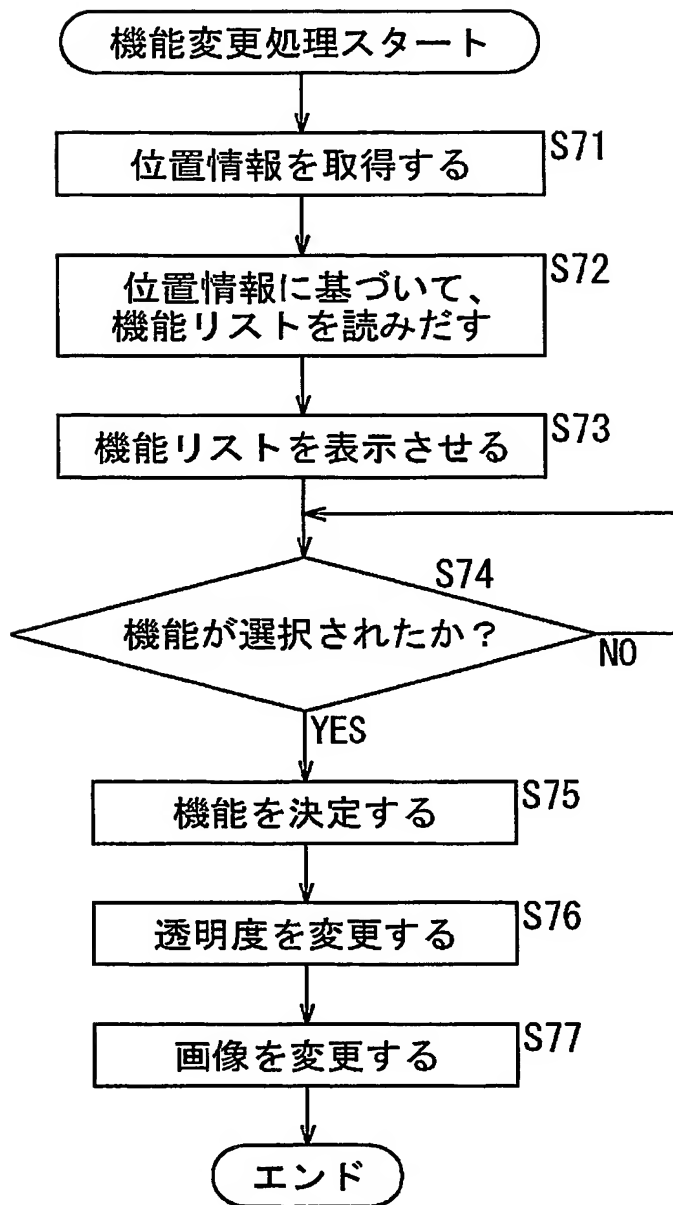 機能変更処理スタート
位置情報を取得する
S71
位置情報に基づいて、
機能リストを読みだす
S72
機能リストを表示させる
S73
S74
機能が選択されたか？
NO
YES
機能を決定する
S75
透明度を変更する
S76
画像を変更する
S77
エンド